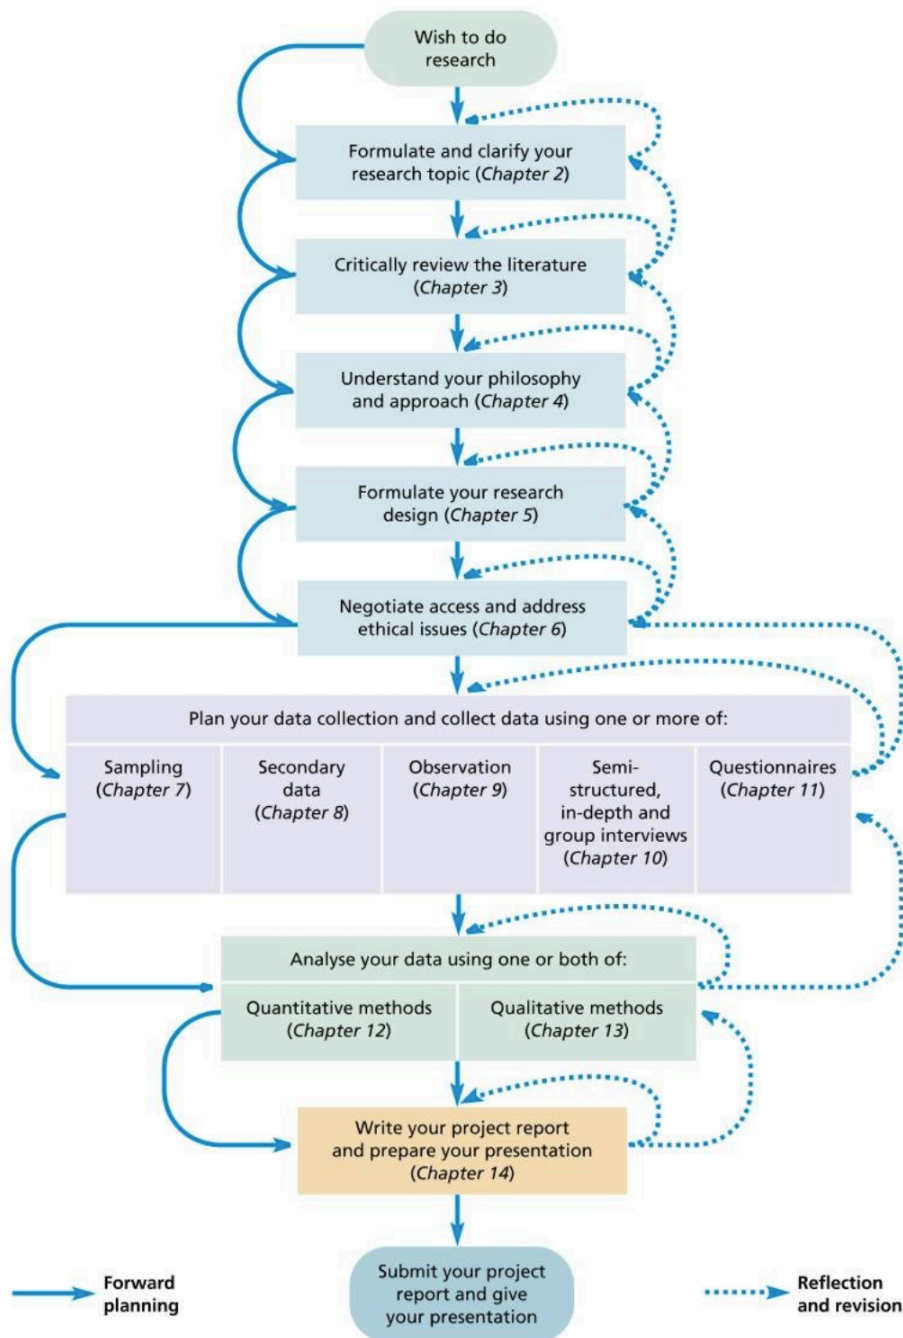 Wish to do
research
Formulate and clarify your
research topic (Chapter 2)
Critically review the literature
(Chapter 3)
Understand your philosophy
and approach (Chapter 4)
Formulate your research
design (Chapter 5)
Negotiate access and address
ethical issues (Chapter 6)
Plan your data collection and collect data using one or more of:
Sampling
(Chapter 7)
Secondary
data
(Chapter 8)
Observation
(Chapter 9)
Semi-
structured,
in-depth and
group interviews
(Chapter 10)
Questionnaires
(Chapter 11)
Analyse your data using one or both of:
Quantitative methods
(Chapter 12)
Qualitative methods
(Chapter 13)
Write your project report
and prepare your presentation
(Chapter 14)
Submit your project
report and give
your presentation
Forward
planning
Reflection
and revision